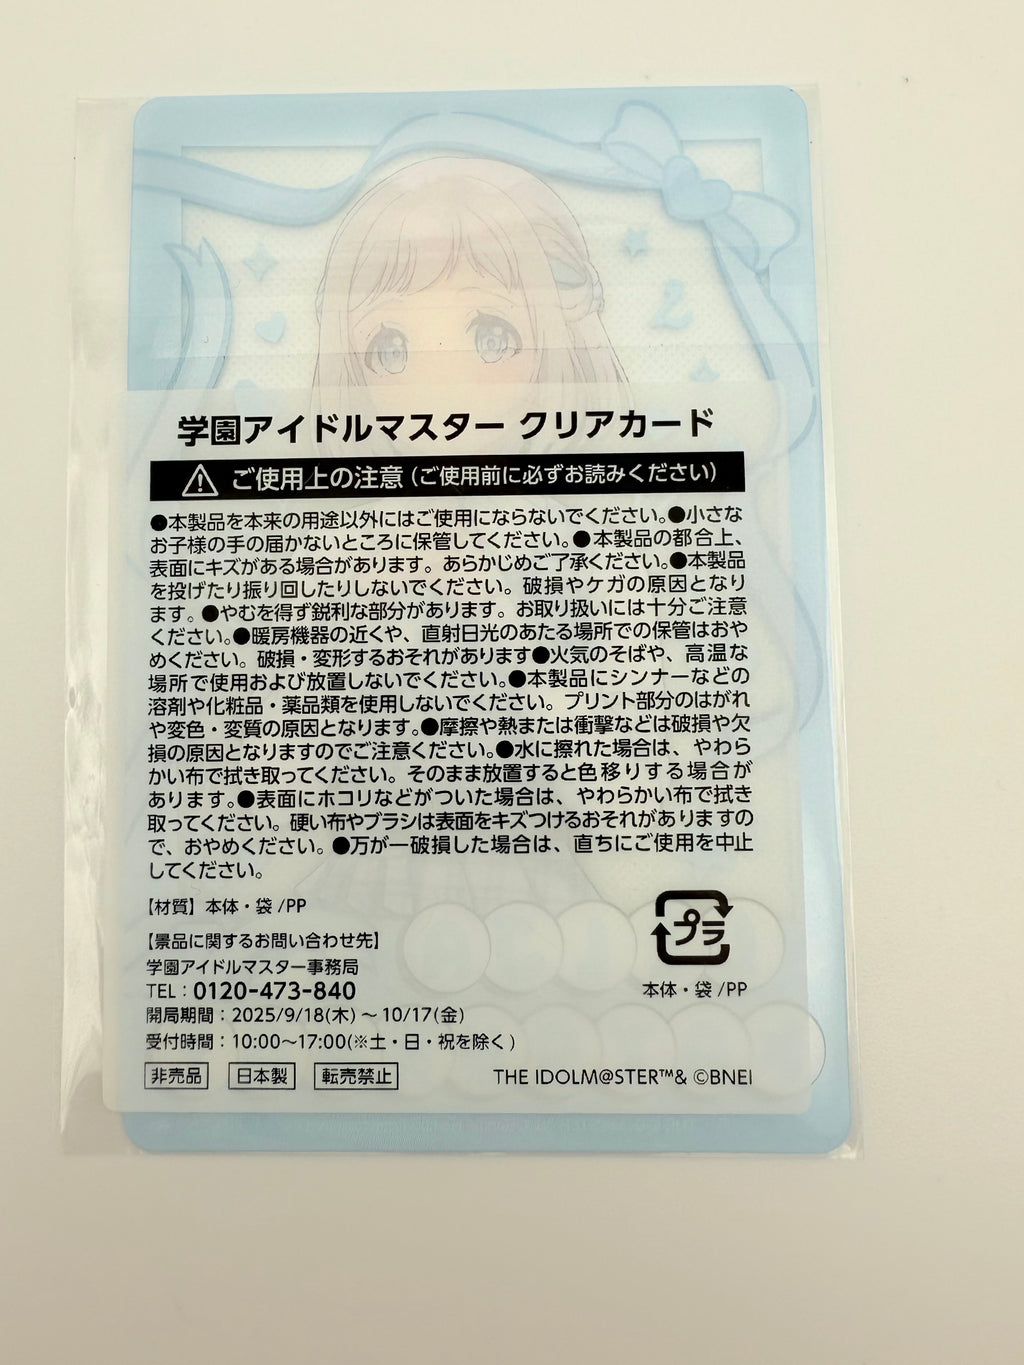 学園アイドルマスター クリアカード
ご使用上の注意(ご使用前に必ずお読みください)
●本製品を本来の用途以外にはご使用にならないでください。●小さな
お子様の手の届かないところに保管してください。●本製品の都合上、
表面にキズがある場合があります。あらかじめご了承ください。●本製品
を投げたり振り回したりしないでください。破損やケガの原因となり
ます。●やむを得ず鋭利な部分があります。お取り扱いには十分ご注意
ください。●暖房機器の近くや、直射日光のあたる場所での保管はおや
めください。破損・変形するおそれがあります●火気のそばや、高温な
場所で使用および放置しないでください。●本製品にシンナーなどの
溶剤や化粧品・薬品類を使用しないでください。プリント部分のはがれ
や変色・変質の原因となります。●摩擦や熱または衝撃などは破損や欠
損の原因となりますのでご注意ください。●水に擦れた場合は、やわら
かい布で拭き取ってください。そのまま放置すると色移りする場合が
あります。●表面にホコリなどがついた場合は、やわらかい布で拭き
取ってください。硬い布やブラシは表面をキズつけるおそれがありますの
で、おやめください。●万が一破損した場合は、直ちにご使用を中止
してください。
【材質】本体・袋/PP
プラ
本体・袋/PP
【景品に関するお問い合わせ先】
学園アイドルマスター事務局
TEL：0120-473-840
開局期間：2025/9/18(木)～10/17(金)
受付時間：10:00～17:00(※土・日・祝を除く)
非売品 日本製 転売禁止
THE IDOLM@STER™& ©BNEI